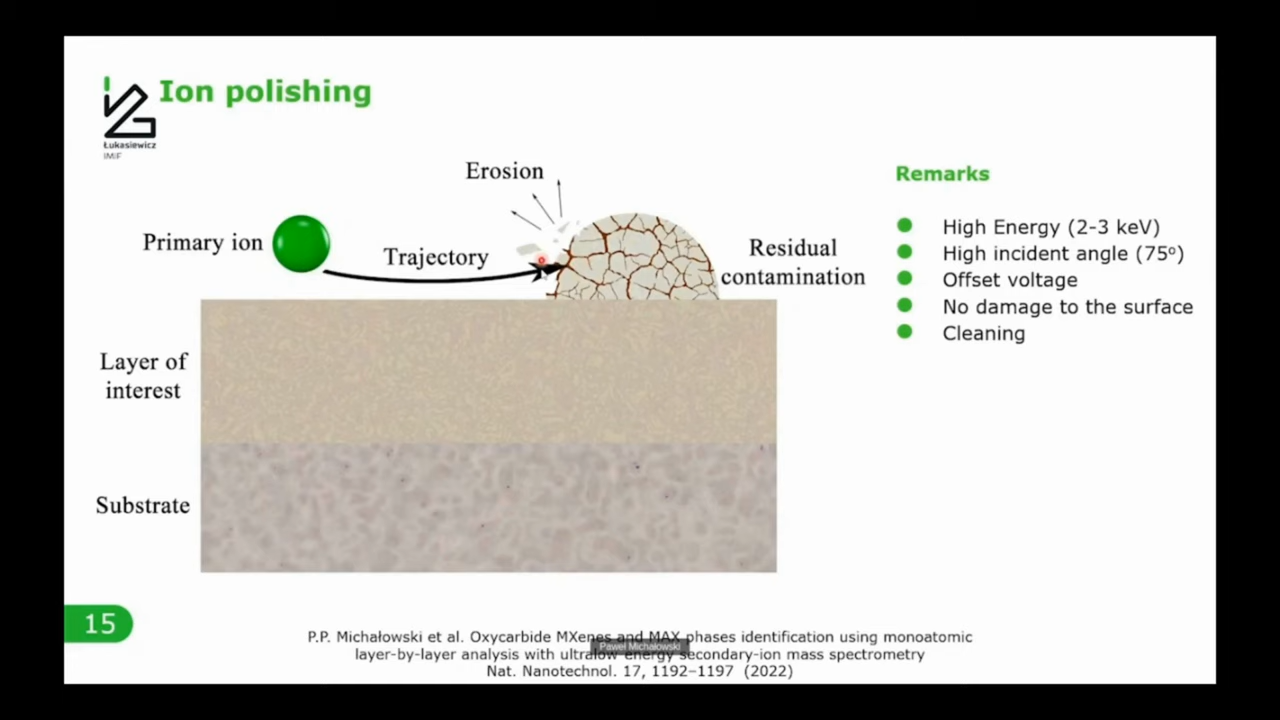 Ion polishing
Łukasiewicz
IMiF
Erosion
Primary ion
Trajectory
Residual
contamination
Layer of
interest
Substrate
Remarks
High Energy (2-3 keV)
High incident angle (75º)
Offset voltage
No damage to the surface
Cleaning
15
P.P. Michałowski et al. Oxycarbide MXenes and MAX phases identification using monoatomic
layer-by-layer analysis with ultralow energy secondary-ion mass spectrometry
Nat. Nanotechnol. 17, 1192–1197 (2022)
Paweł Michałowski